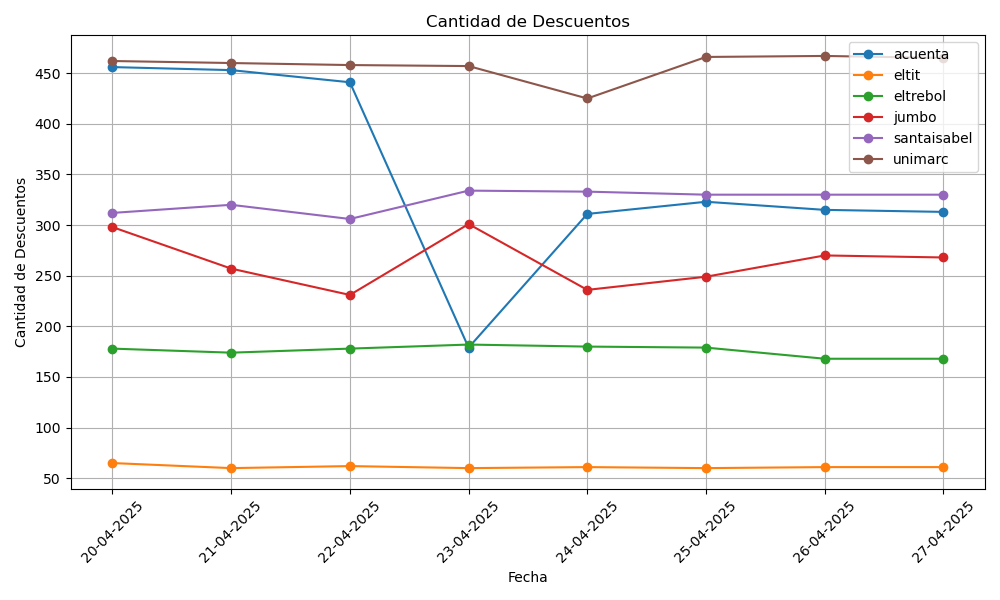 Cantidad de Descuentos
acuenta
eltit
eltrebol
jumbo
santaisabel
unimarc
Cantidad de Descuentos
450
400
350
300
250
200
150
100
50
20-04-2025
21-04-2025
22-04-2025
23-04-2025
24-04-2025
25-04-2025
26-04-2025
27-04-2025
Fecha